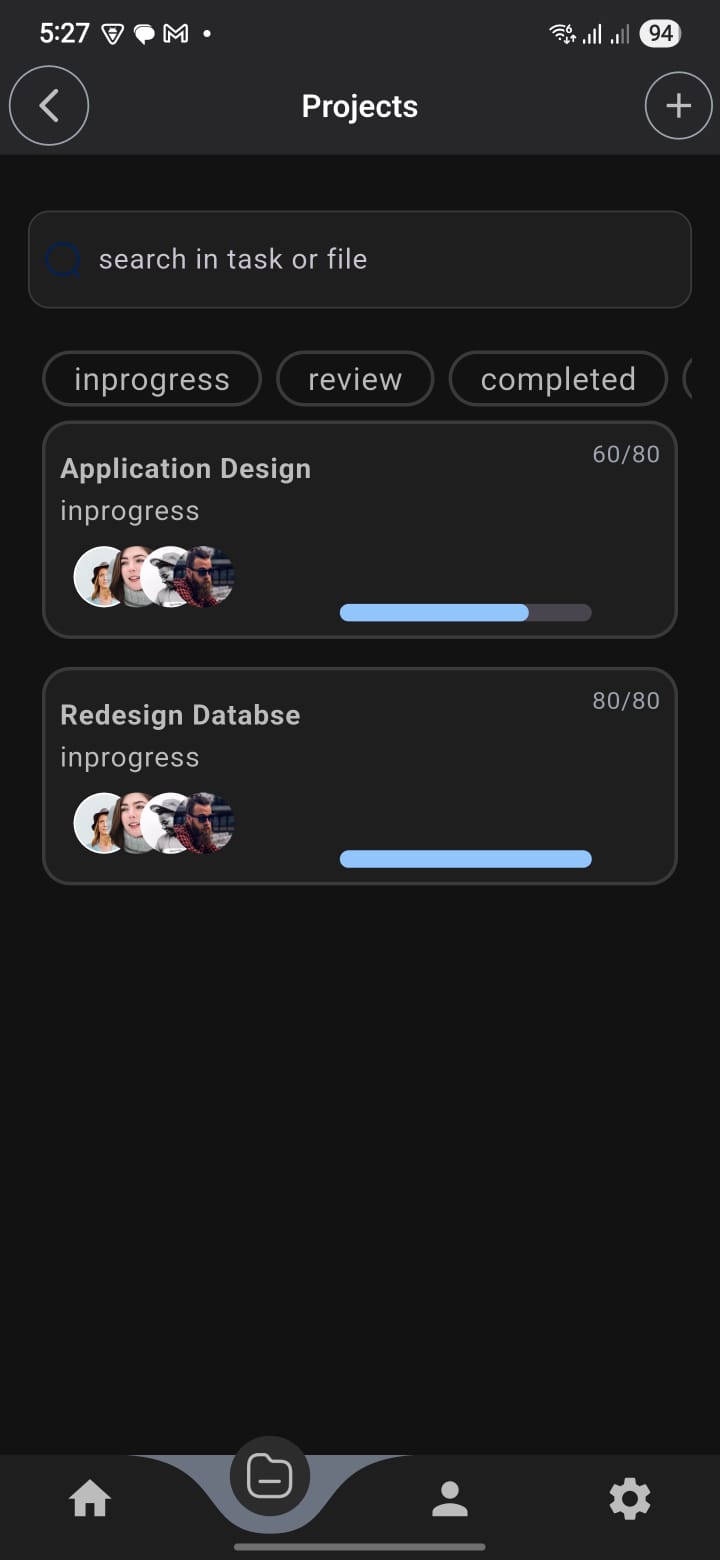 5:27
94
Projects
search in task or file
inprogress review completed
Application Design 60/80
inprogress
Redesign Databse 80/80
inprogress